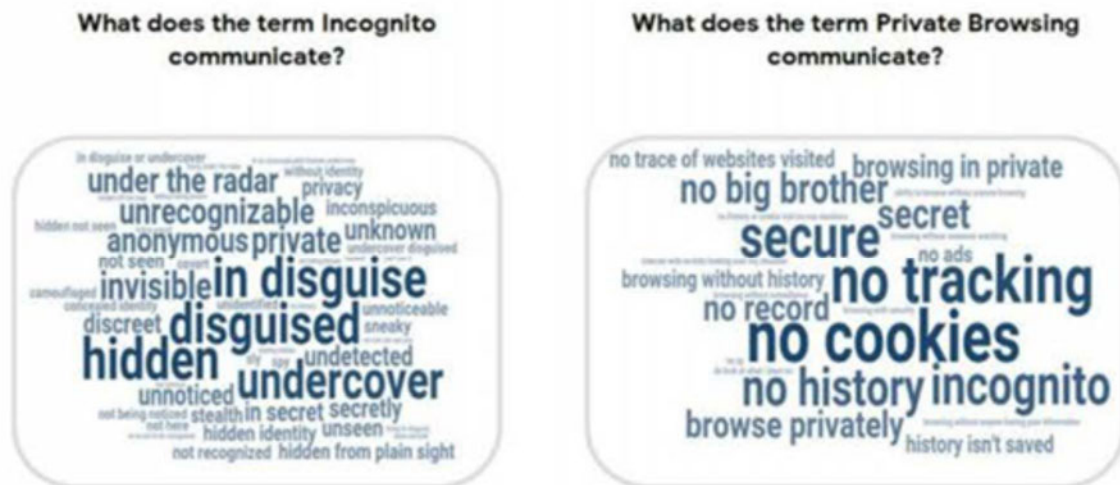 What does the term Incognito
communicate?
in disguise or undercover
under the radar
without identity
privacy
unrecognizable
inconspicuous
hidden not seen
unknown
anonymous private
undercover disguised
not seen
covert
invisible
in disguise
camouflaged
concealed identity
unidentified
unnoticeable
discreet
disguised
sneaky
hidden
sly
spy
undetected
undercover
unnoticed
not being noticed
stealth
in secret
secretly
not here
hidden identity
unseen
not recognized
hidden from plain sight
What does the term Private Browsing
communicate?
no trace of websites visited
browsing in private
no big brother
secret
secure
no ads
browsing without history
no tracking
no record
no cookies
no history
incognito
browse privately
history isn't saved